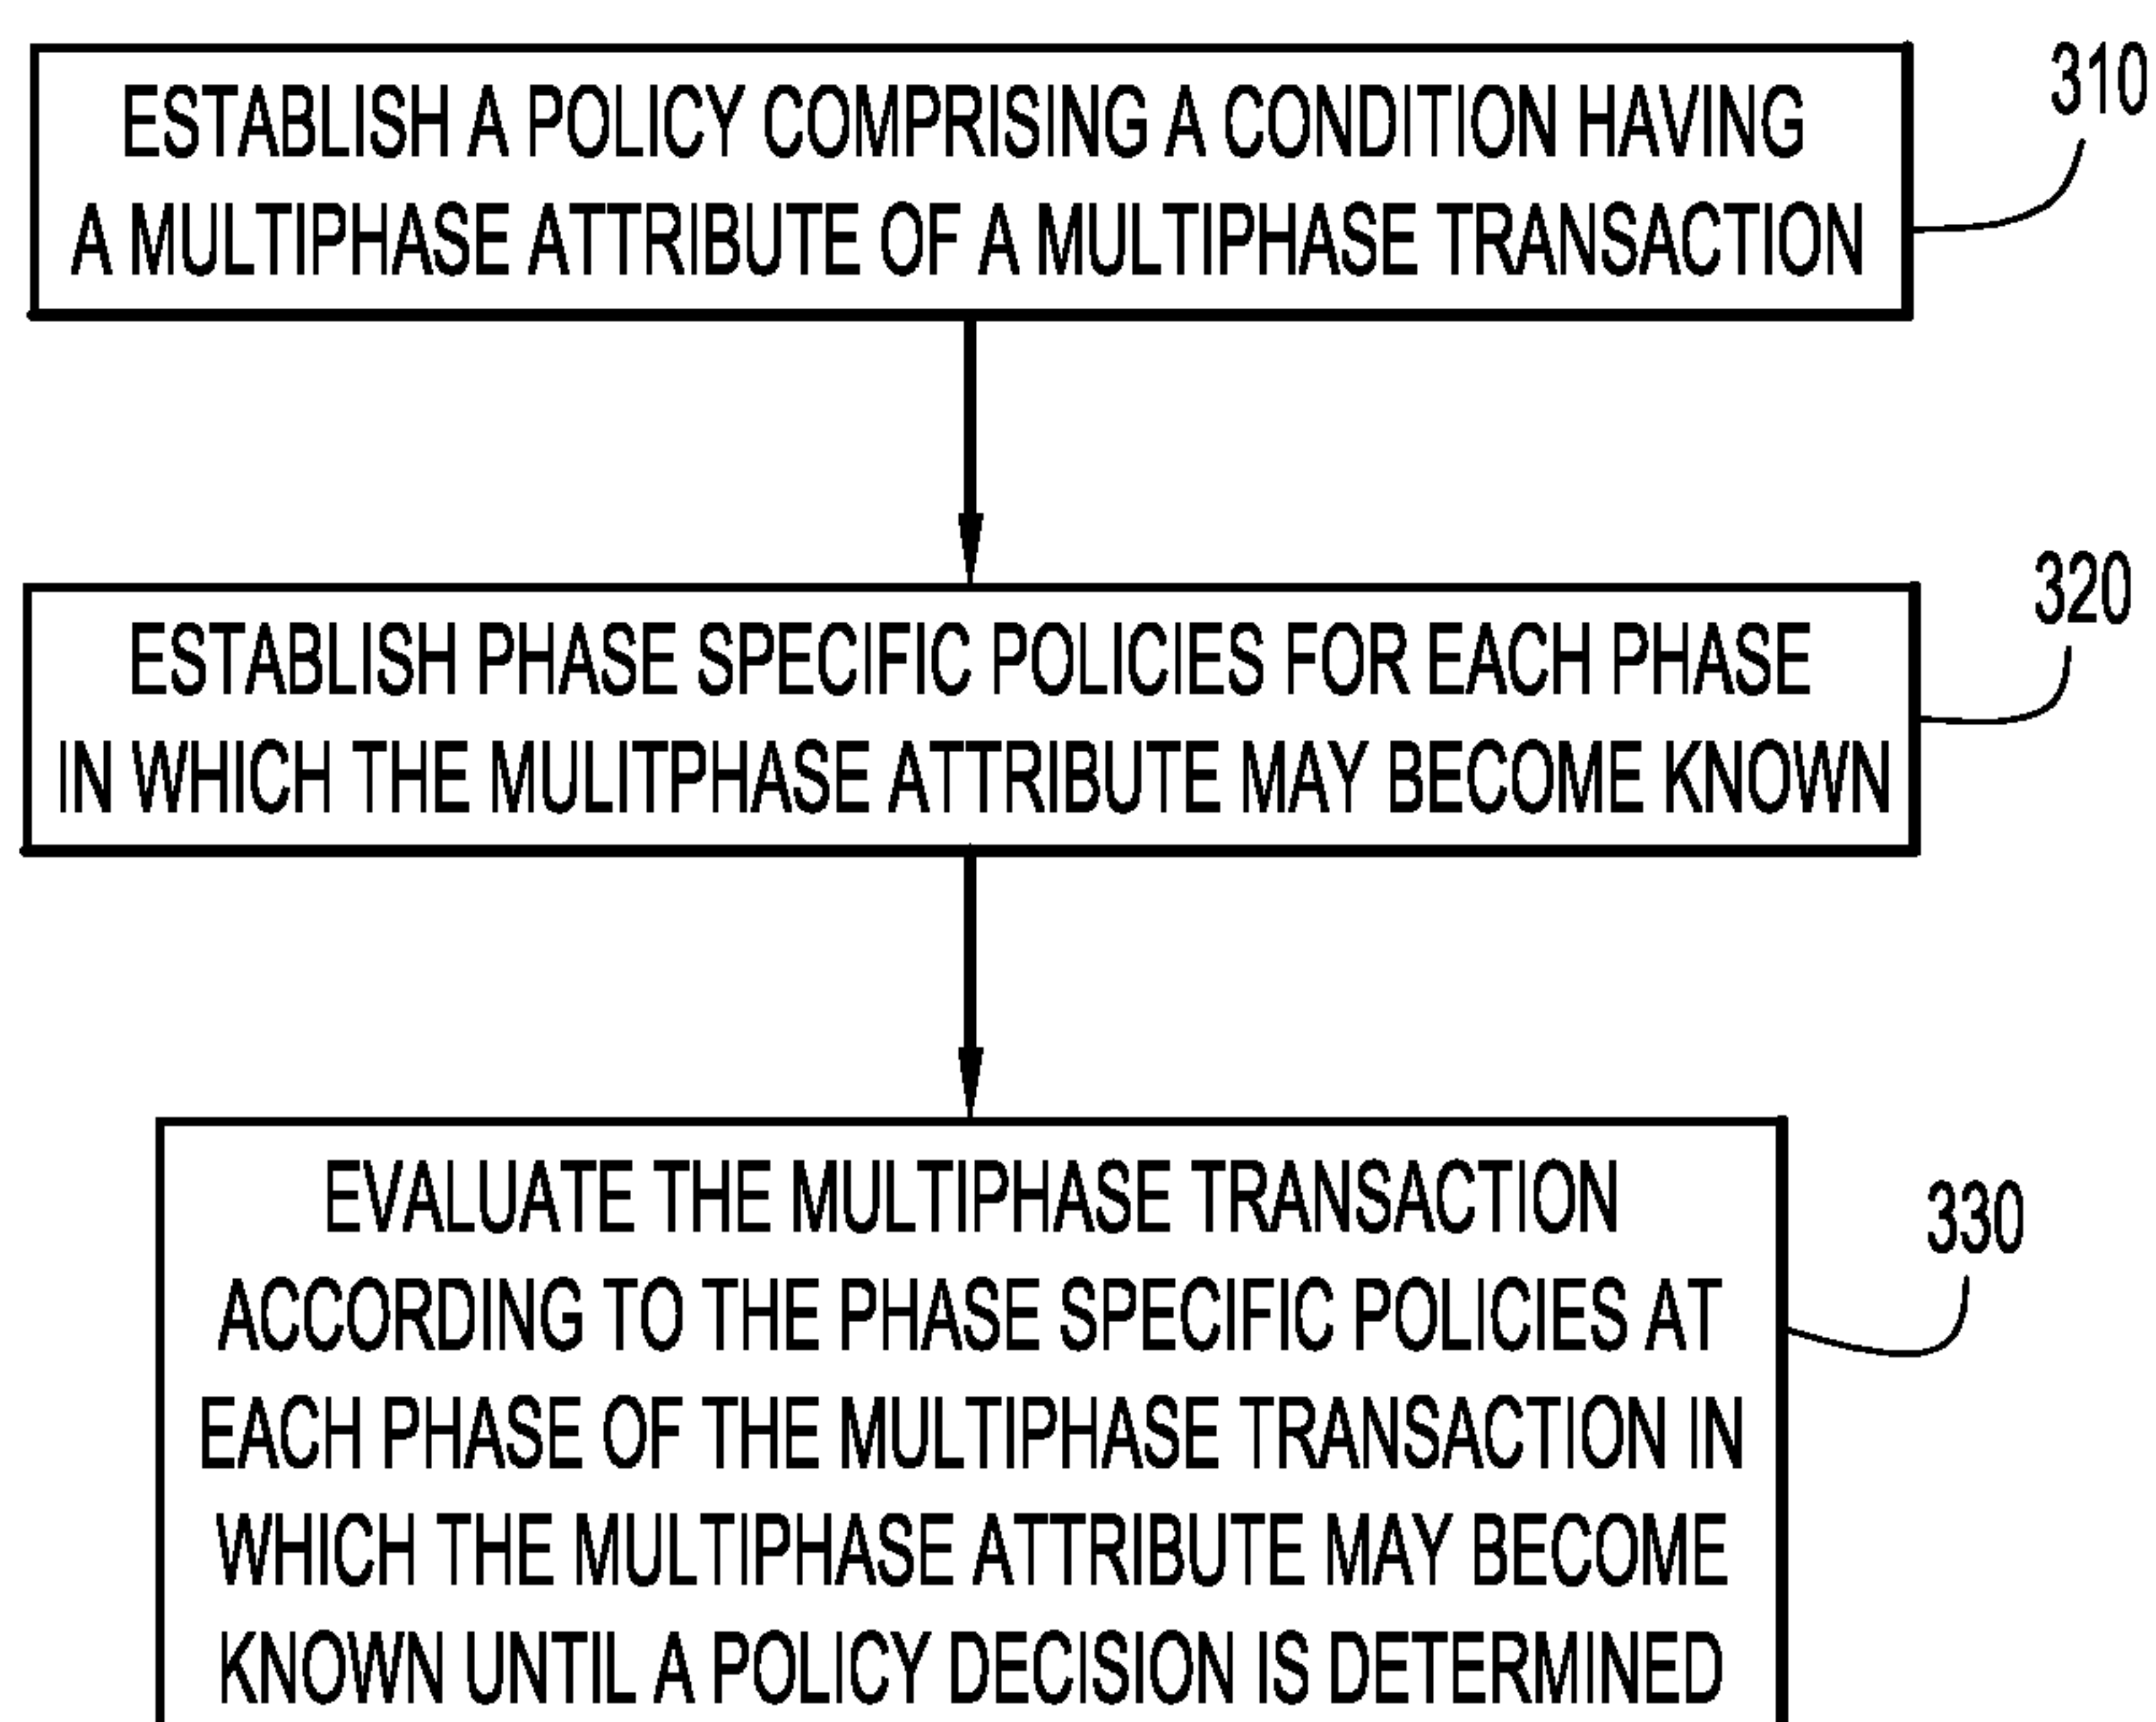 ESTABLISH A POLICY COMPRISING A CONDITION HAVING
A MULTIPHASE ATTRIBUTE OF A MULTIPHASE TRANSACTION
310
ESTABLISH PHASE SPECIFIC POLICIES FOR EACH PHASE
IN WHICH THE MULITPHASE ATTRIBUTE MAY BECOME KNOWN
320
EVALUATE THE MULTIPHASE TRANSACTION
ACCORDING TO THE PHASE SPECIFIC POLICIES AT
EACH PHASE OF THE MULTIPHASE TRANSACTION IN
WHICH THE MULTIPHASE ATTRIBUTE MAY BECOME
KNOWN UNTIL A POLICY DECISION IS DETERMINED
330